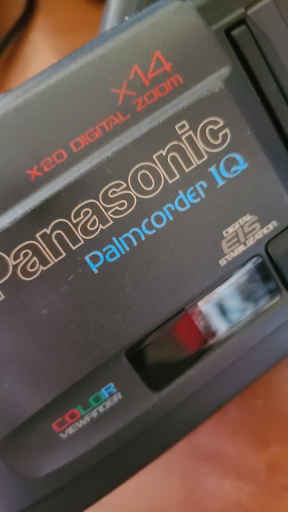 x14
x20 DIGITAL ZOOM
Panasonic
Palmcorder IQ
DIGITAL
EIS
STABILIZATION
COLOR
VIEWFINDER